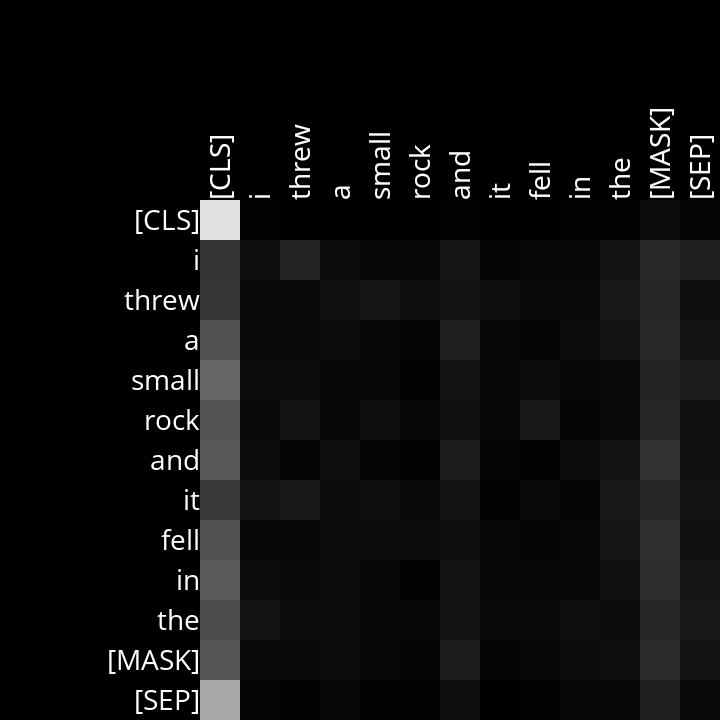 [CLS] i threw a small rock and it fell in the [MASK] [SEP]
[CLS]
i
threw
a
small
rock
and
it
fell
in
the
[MASK]
[SEP]